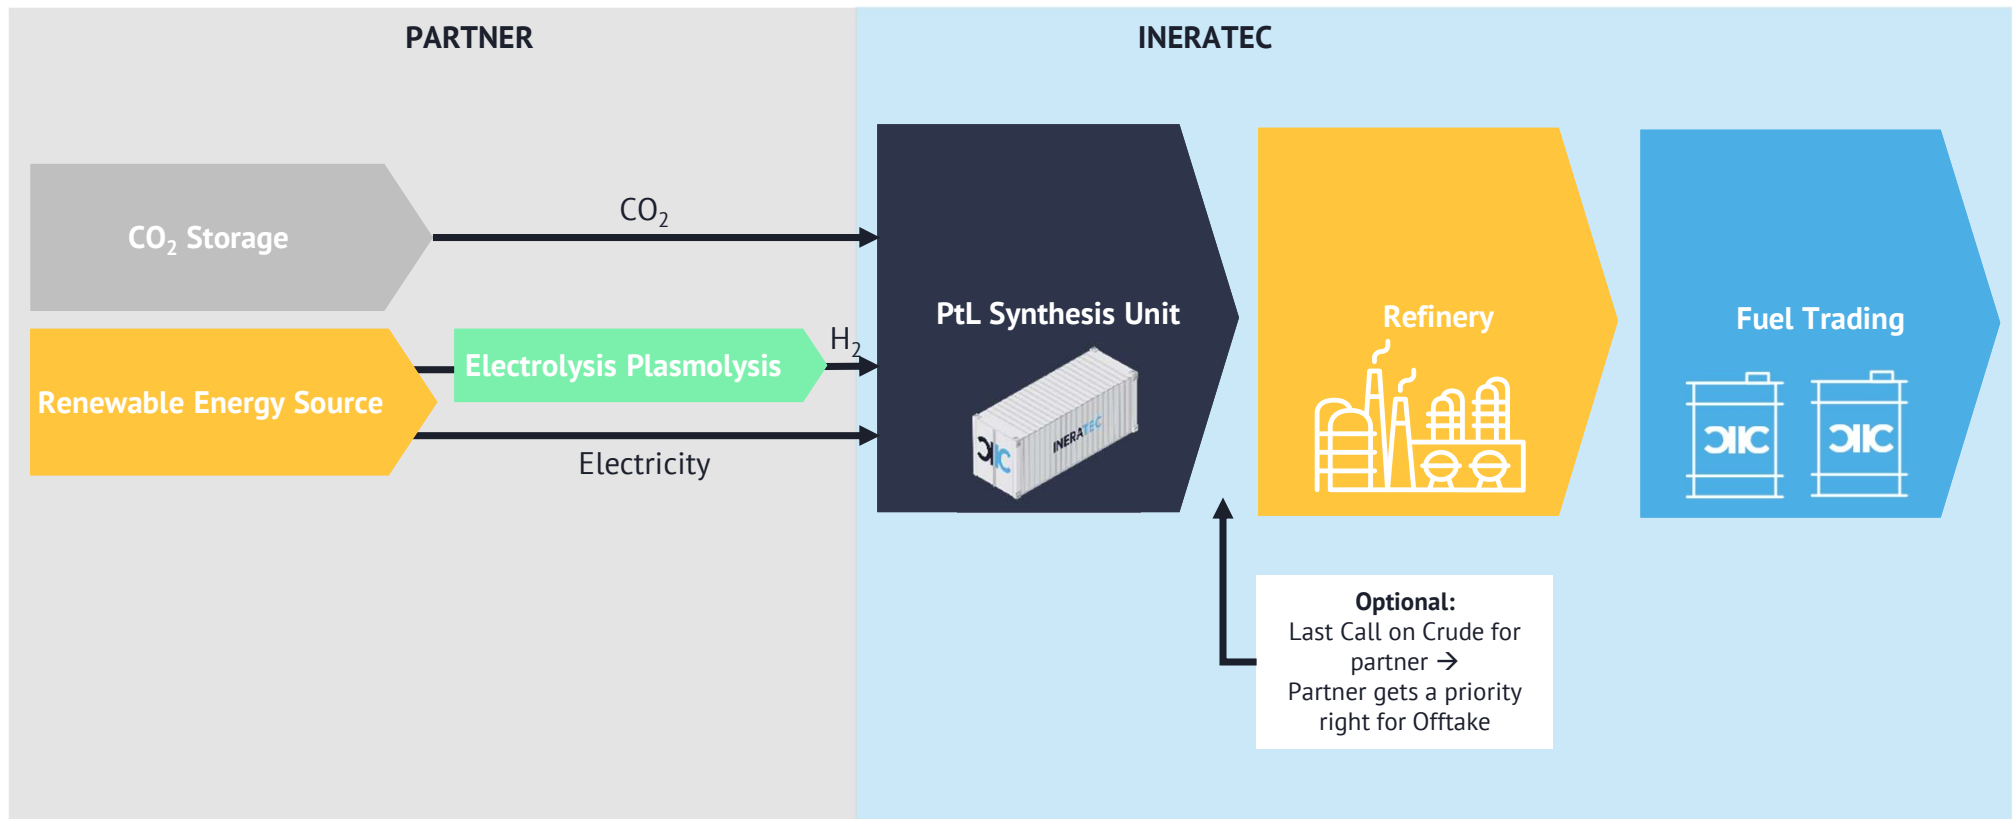 PARTNER
INERATEC
CO₂ Storage
CO₂
Renewable Energy Source
Electrolysis Plasmolysis
H₂
Electricity
PtL Synthesis Unit
INERATEC
Refinery
Fuel Trading
Optional:
Last Call on Crude for
partner →
Partner gets a priority
right for Offtake